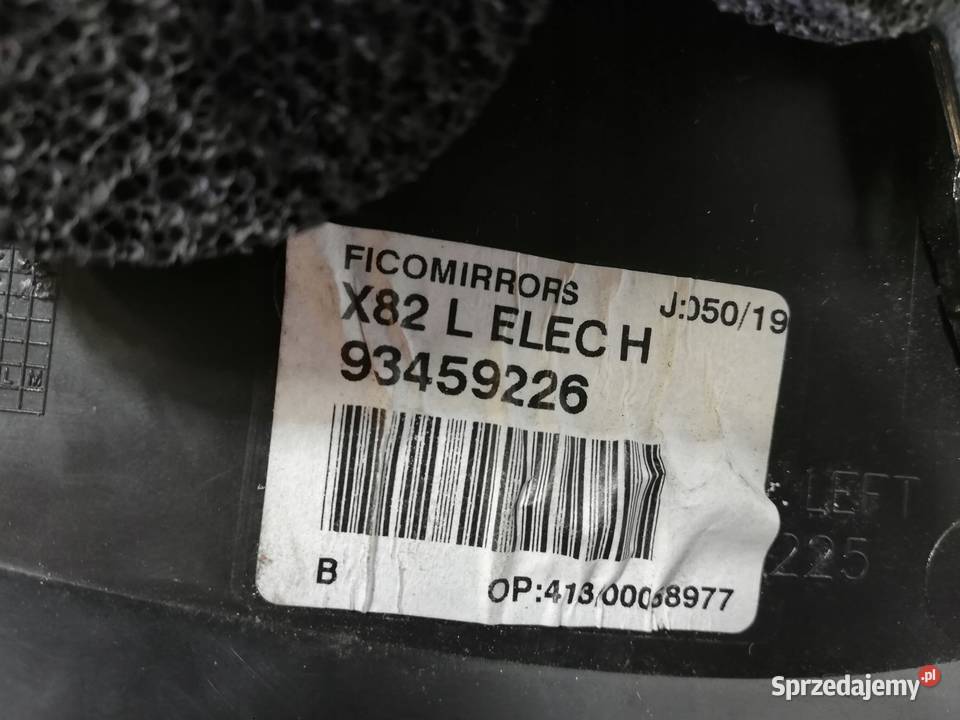 FICOMIRRORS
J:050/19
X82 L ELEC H
93459226
B
OP:413/00068977
LEFT
225
L M
Sprzedajemy.pl